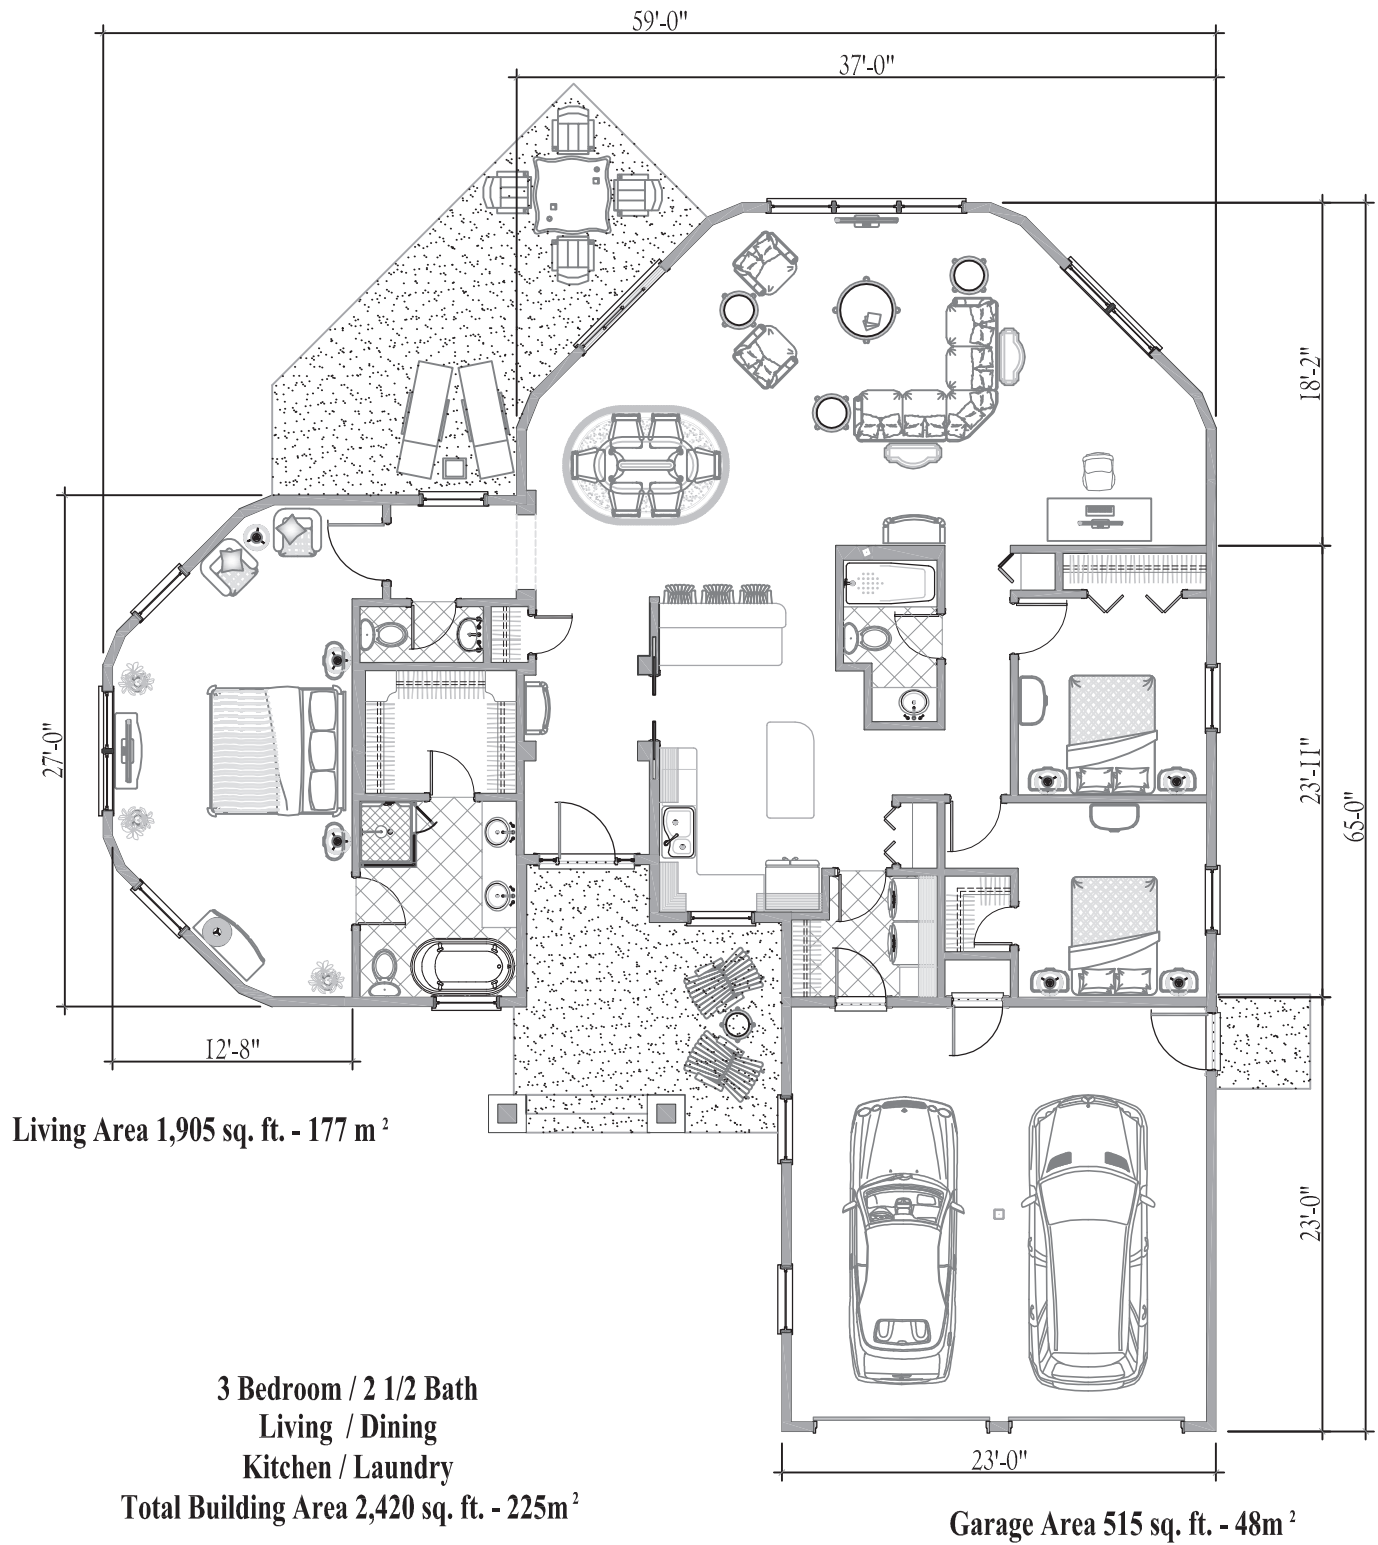 59'-0"
37'-0"
18'-2"
27'-0"
23'-11"
65'-0"
12'-8"
Living Area 1,905 sq. ft. - 177 m ²
23'-0"
3 Bedroom / 2 1/2 Bath
Living / Dining
Kitchen / Laundry
Total Building Area 2,420 sq. ft. - 225m ²
23'-0"
Garage Area 515 sq. ft. - 48m ²